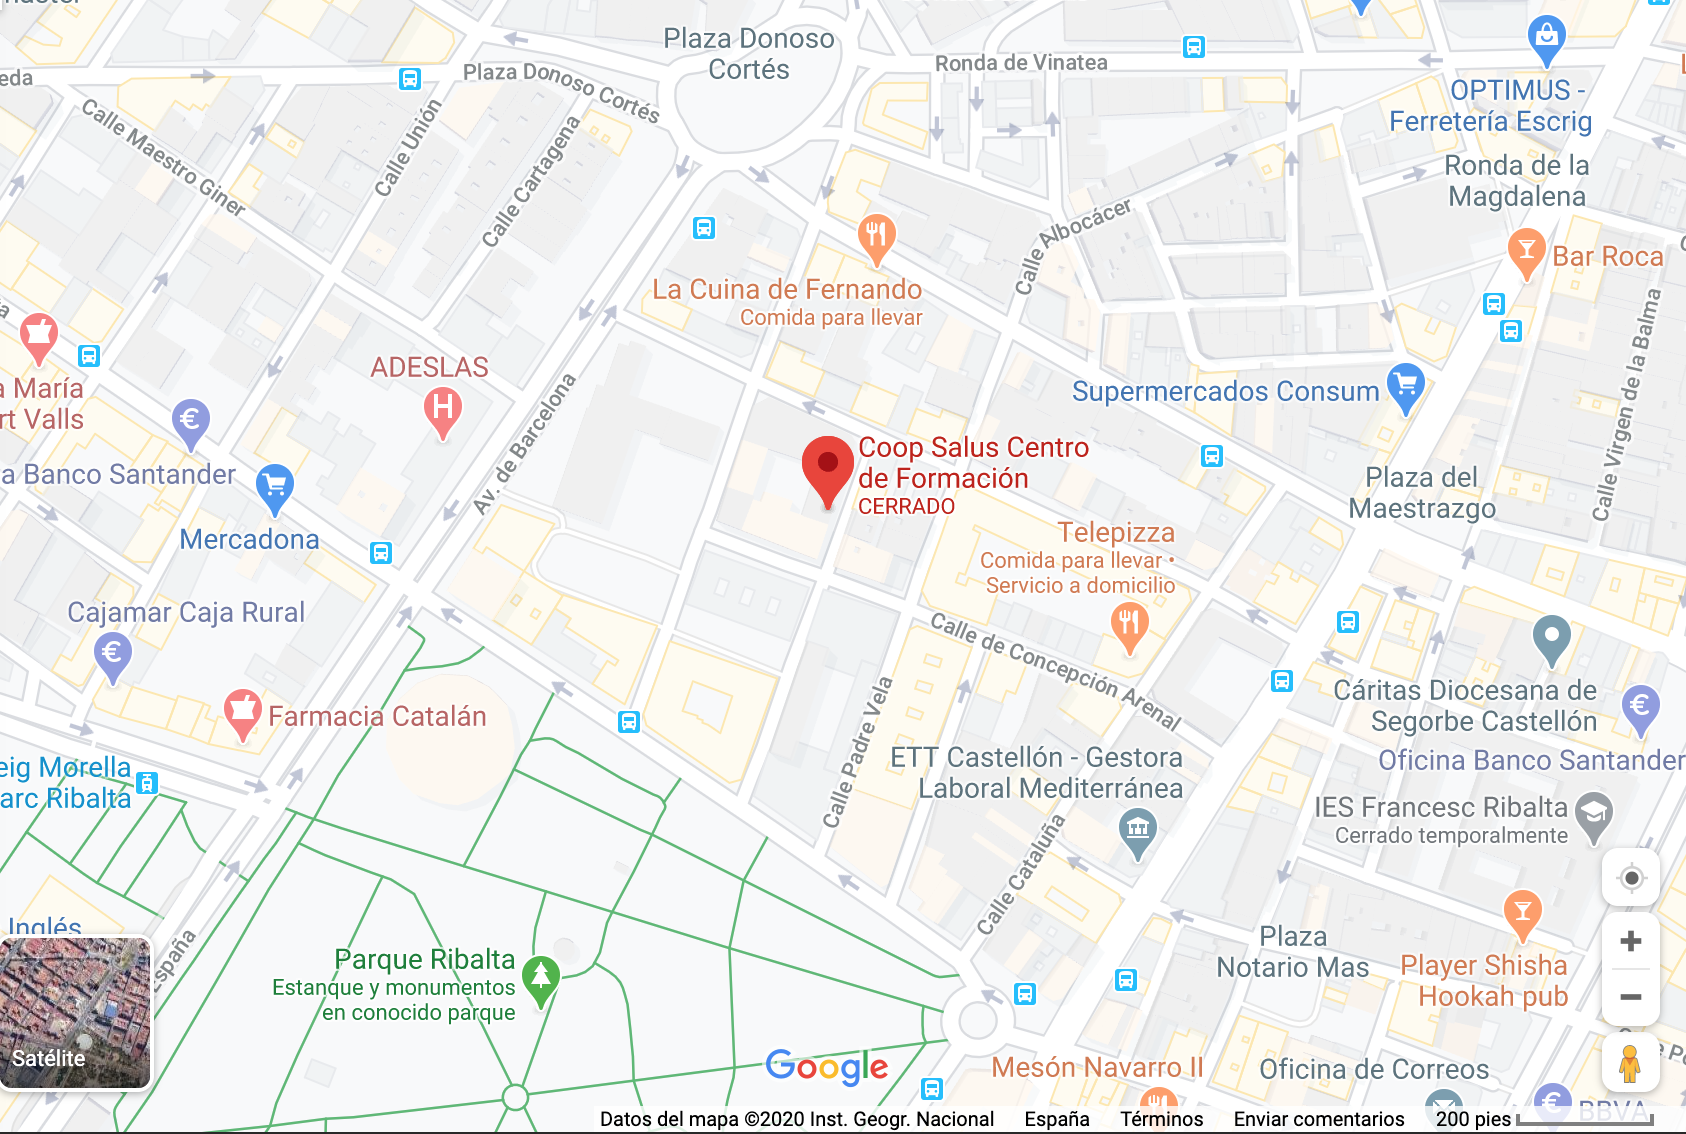 Plaza Donoso
Cortés
Ronda de Vinatea
eda
Plaza Donoso Cortés
OPTIMUS -
Ferretería Escrig
Calle Maestro Giner
Calle Unión
Calle Cartagena
Ronda de la
Magdalena
Calle Albocácer
Bar Roca
La Cuina de Fernando
Comida para llevar
Calle Virgen de la Balma
ADESLAS
a María
rt Valls
Supermercados Consum
Av. de Barcelona
Coop Salus Centro
de Formación
CERRADO
a Banco Santander
Plaza del
Maestrazgo
Mercadona
Telepizza
Comida para llevar •
Servicio a domicilio
Cajamar Caja Rural
Calle de Concepción Arenal
Cáritas Diocesana de
Segorbe Castellón
Farmacia Catalán
Calle Padre Vela
ETT Castellón - Gestora
Laboral Mediterránea
Oficina Banco Santander
eig Morella
arc Ribalta
IES Francesc Ribalta
Cerrado temporalmente
Calle Cataluña
Inglés
España
Parque Ribalta
Estanque y monumentos
en conocido parque
Plaza
Notario Mas
Player Shisha
Hookah pub
Satélite
Google
Mesón Navarro II
Oficina de Correos
BBVA
Datos del mapa ©2020 Inst. Geogr. Nacional España Términos Enviar comentarios 200 pies